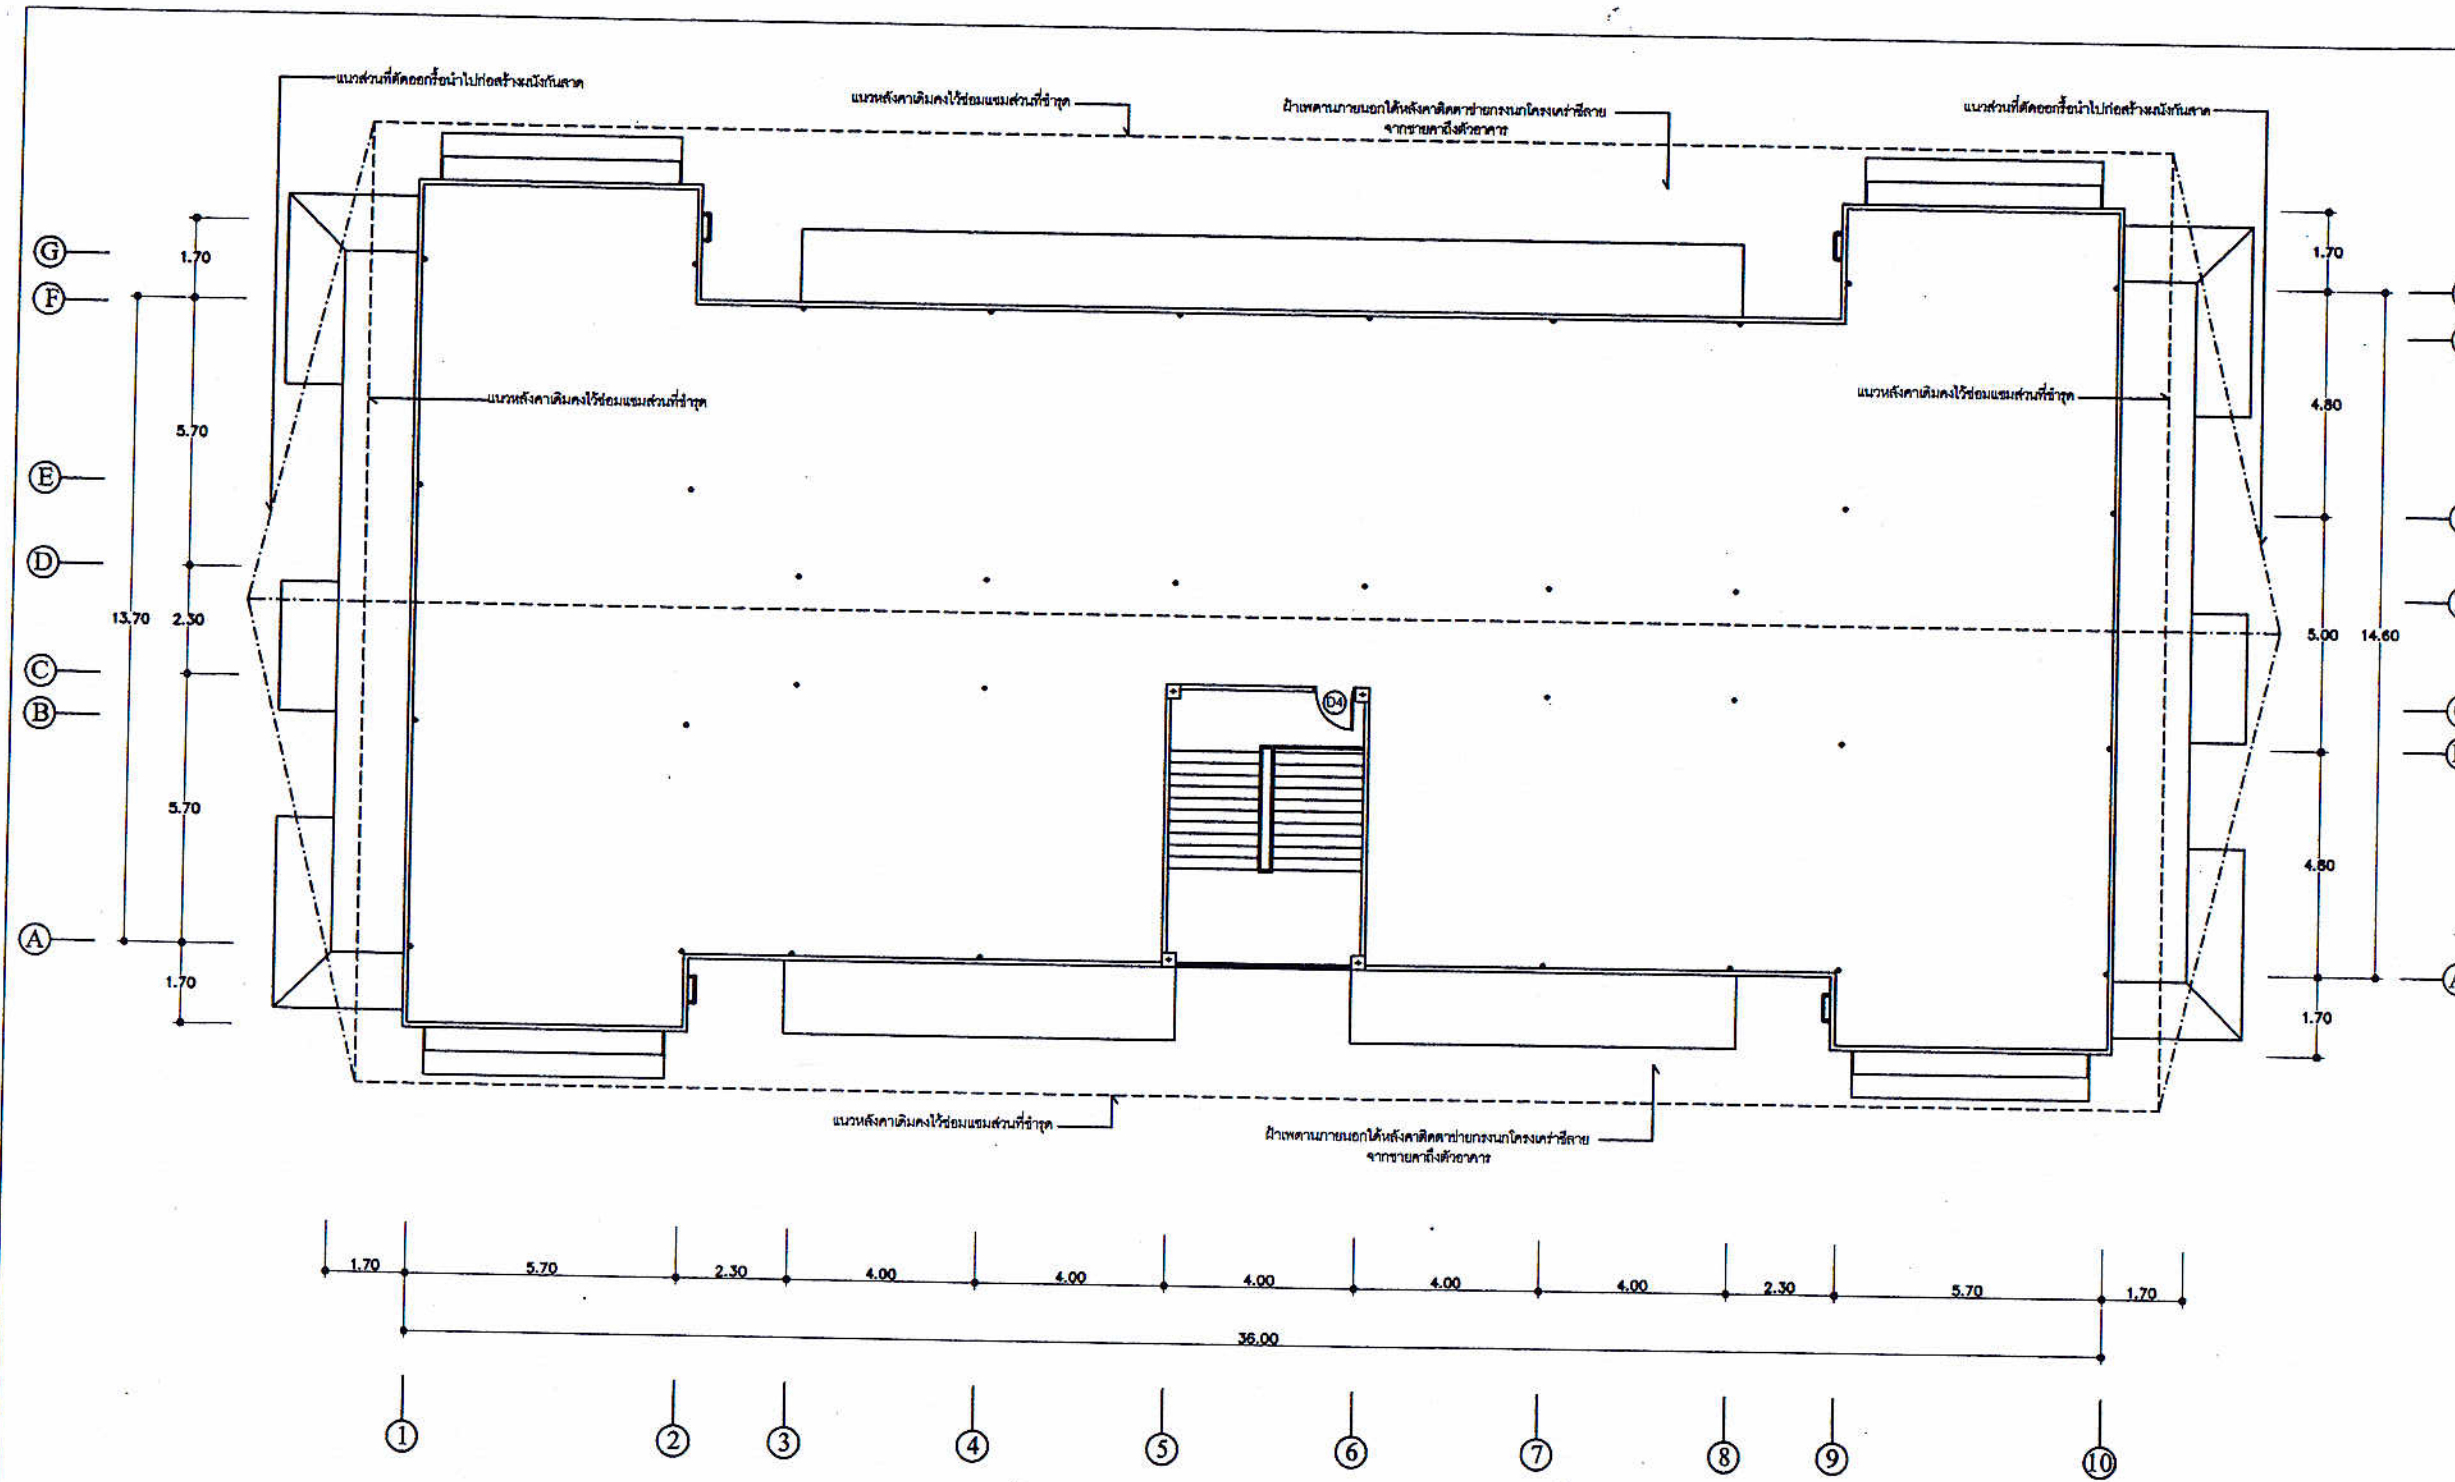 แนวส่วนที่ตัดออกรื้อนำไปก่อสร้างผนังกันสาด
แนวหลังคาเดิมคงไว้ซ่อมแซมส่วนที่ชำรุด
ฝ้าเพดานภายนอกใต้หลังคาติดตาข่ายกรงนกโครงเคร่าซีลาย
จากชายคาถึงตัวอาคาร
แนวส่วนที่ตัดออกรื้อนำไปก่อสร้างผนังกันสาด
G
1.70
1.70
F
แนวหลังคาเดิมคงไว้ซ่อมแซมส่วนที่ชำรุด
แนวหลังคาเดิมคงไว้ซ่อมแซมส่วนที่ชำรุด
5.70
4.80
E
D
13.70
2.30
5.00
14.60
C
B
D4
5.70
4.80
A
A
1.70
1.70
แนวหลังคาเดิมคงไว้ซ่อมแซมส่วนที่ชำรุด
ฝ้าเพดานภายนอกใต้หลังคาติดตาข่ายกรงนกโครงเคร่าซีลาย
จากชายคาถึงตัวอาคาร
1.70 5.70 2.30 4.00 4.00 4.00 4.00 4.00 2.30 5.70 1.70
36.00
1 2 3 4 5 6 7 8 9 10